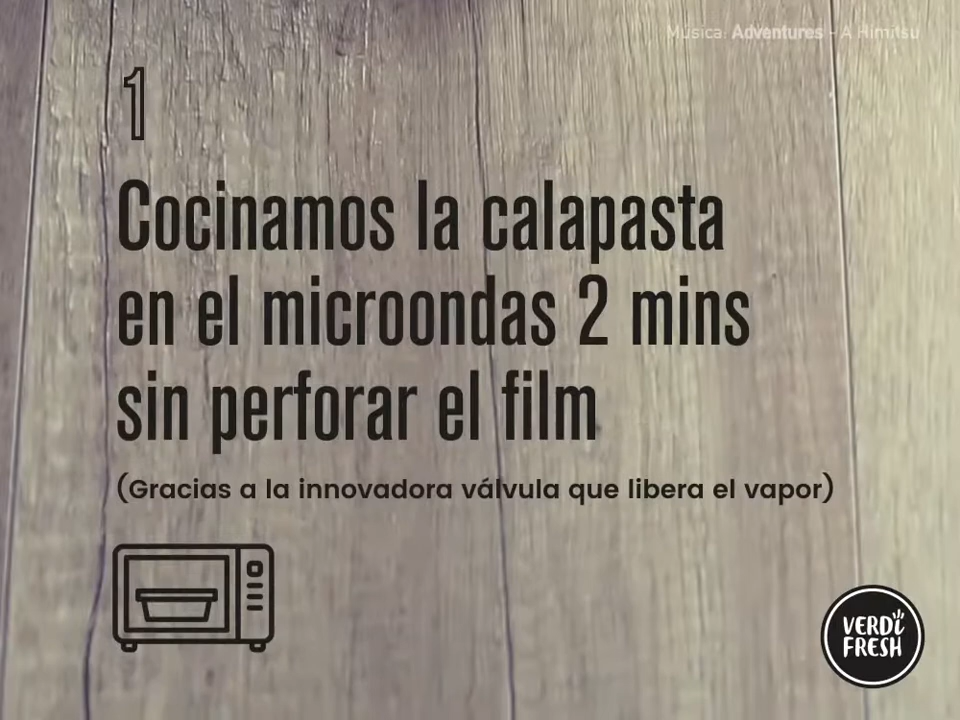 Música: Adventures - A Himitsu
1
Cocinamos la calapasta
en el microondas 2 mins
sin perforar el film
(Gracias a la innovadora válvula que libera el vapor)
VERDi
FRESH